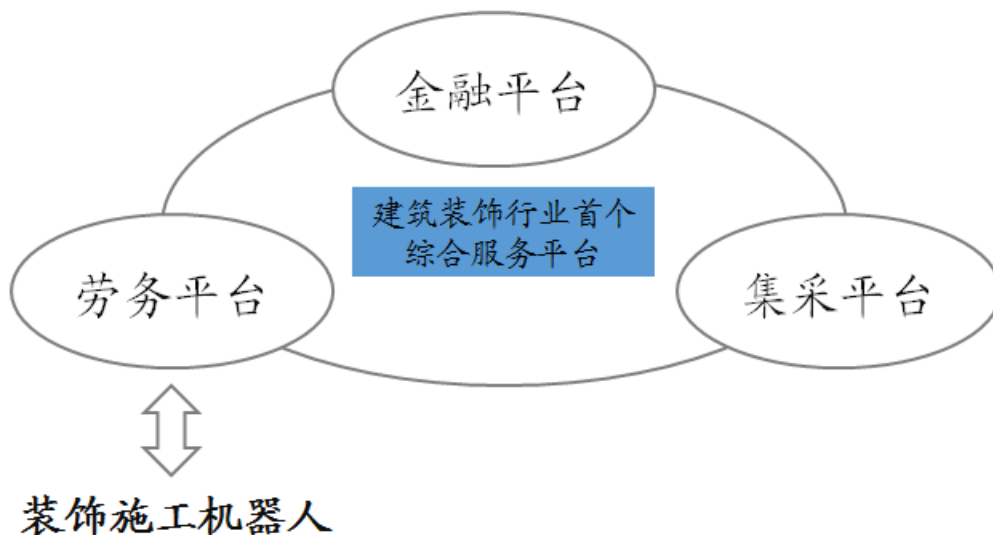 金融平台
建筑装饰行业首个
综合服务平台
劳务平台
集采平台
装饰施工机器人